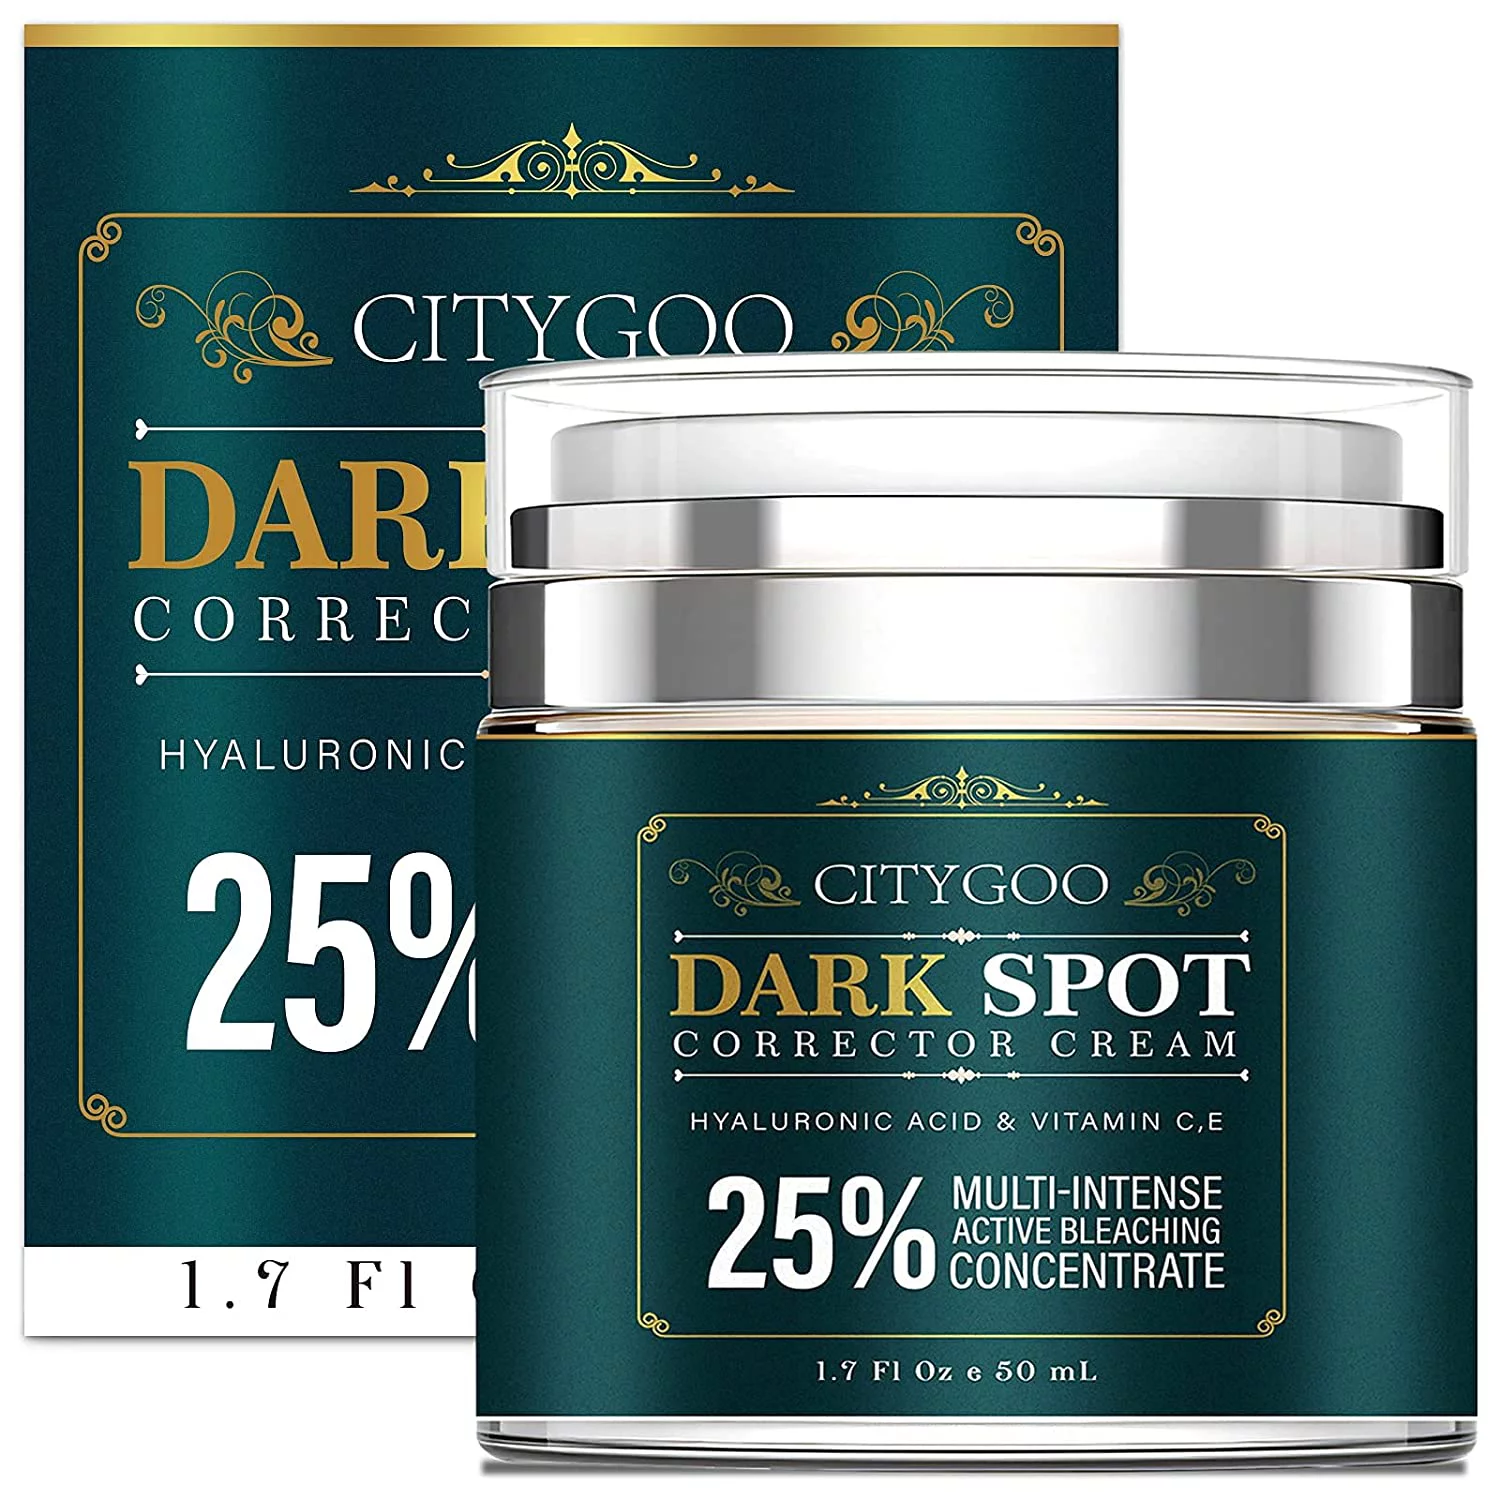 CITYGOO
DARK
CORREC
HYALURONIC
25%
1.7 Fl
CITYGOO
DARK SPOT
CORRECTOR CREAM
HYALURONIC ACID & VITAMIN C,E
25% MULTI-INTENSE
ACTIVE BLEACHING
CONCENTRATE
1.7 Fl Oz e 50 mL